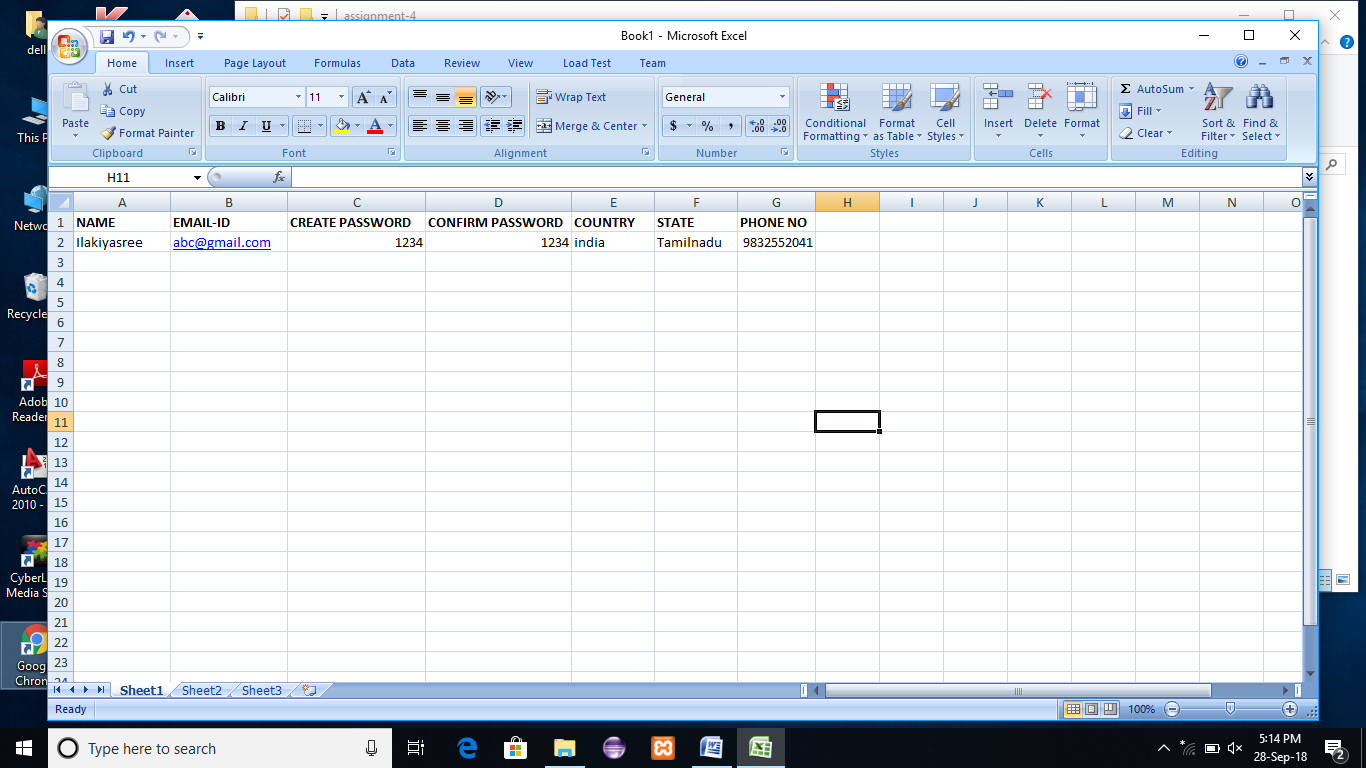 assignment-4
dell
Book1 - Microsoft Excel
Home Insert Page Layout Formulas Data Review View Load Test Team
Paste
Cut
Copy
Format Painter
Clipboard
Calibri 11
B I U
Font
Wrap Text
Merge & Center
Alignment
General
$ % ,
Number
Conditional Formatting
Format as Table
Cell Styles
Styles
Insert Delete Format
Cells
AutoSum
Fill
Clear
Sort & Filter
Find & Select
Editing
H11 fx
A B C D E F G H I J K L M N O
1 NAME EMAIL-ID CREATE PASSWORD CONFIRM PASSWORD COUNTRY STATE PHONE NO
2 Ilakiyasree abc@gmail.com 1234 1234 india Tamilnadu 9832552041
3
4
5
6
7
8
9
10
11
12
13
14
15
16
17
18
19
20
21
22
23
24
This P
Netwo
Recycle
Adob
Reader
AutoC
2010 -
CyberL
Media S
Goog
Chron
Sheet1 Sheet2 Sheet3
Ready
100%
Type here to search
5:14 PM
28-Sep-18
2